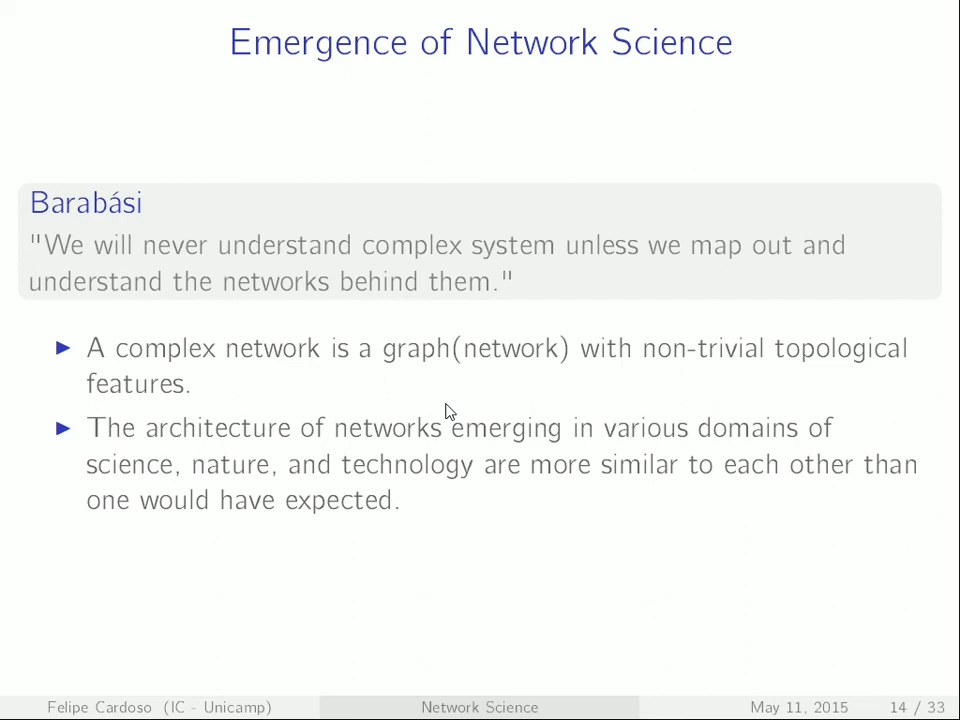 Emergence of Network Science
Barabási
"We will never understand complex system unless we map out and
understand the networks behind them."
A complex network is a graph(network) with non-trivial topological
features.
The architecture of networks emerging in various domains of
science, nature, and technology are more similar to each other than
one would have expected.
Felipe Cardoso (IC - Unicamp) Network Science May 11, 2015 14 / 33